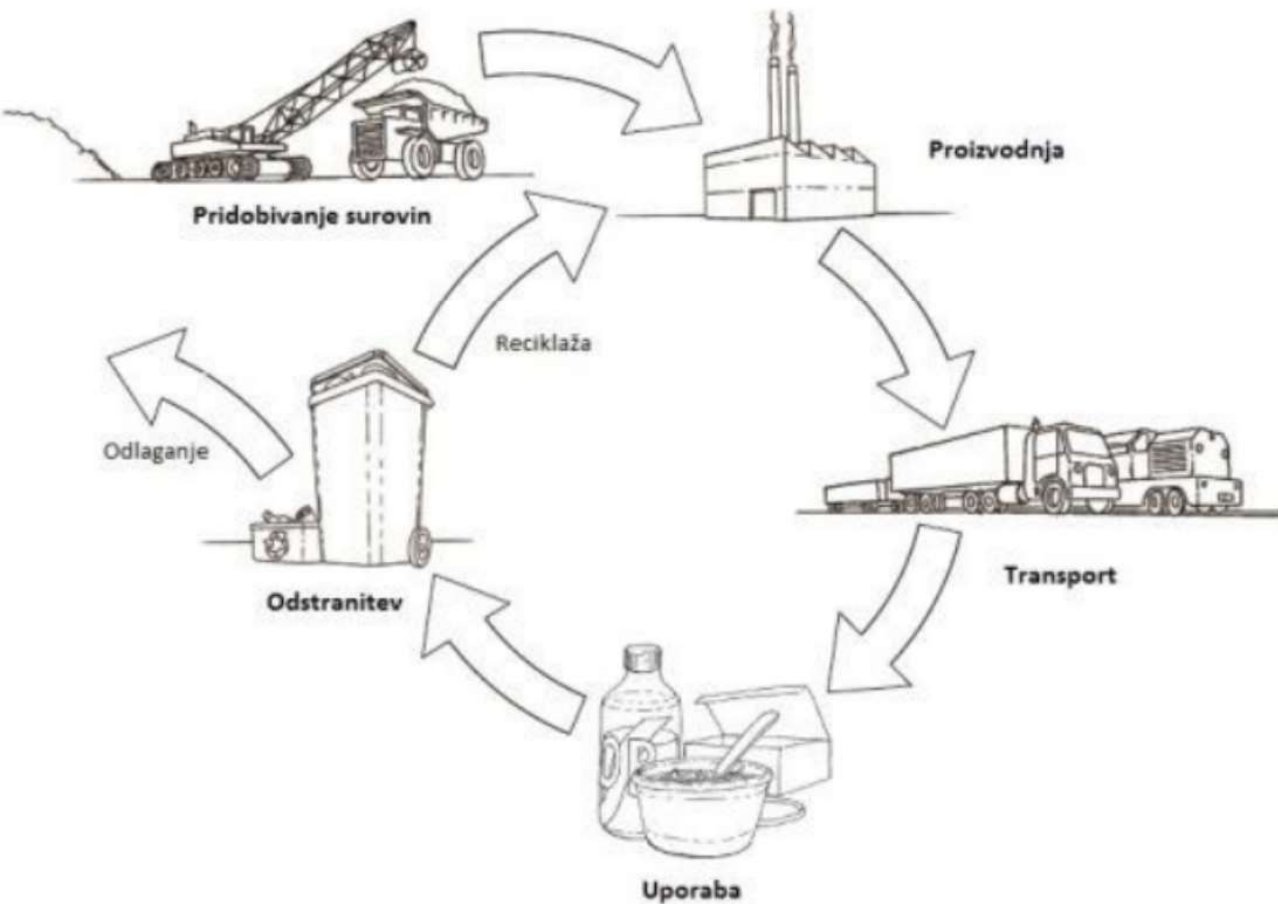 Pridobivanje surovin
Proizvodnja
Reciklaža
Odlaganje
Odstranitev
Transport
Uporaba